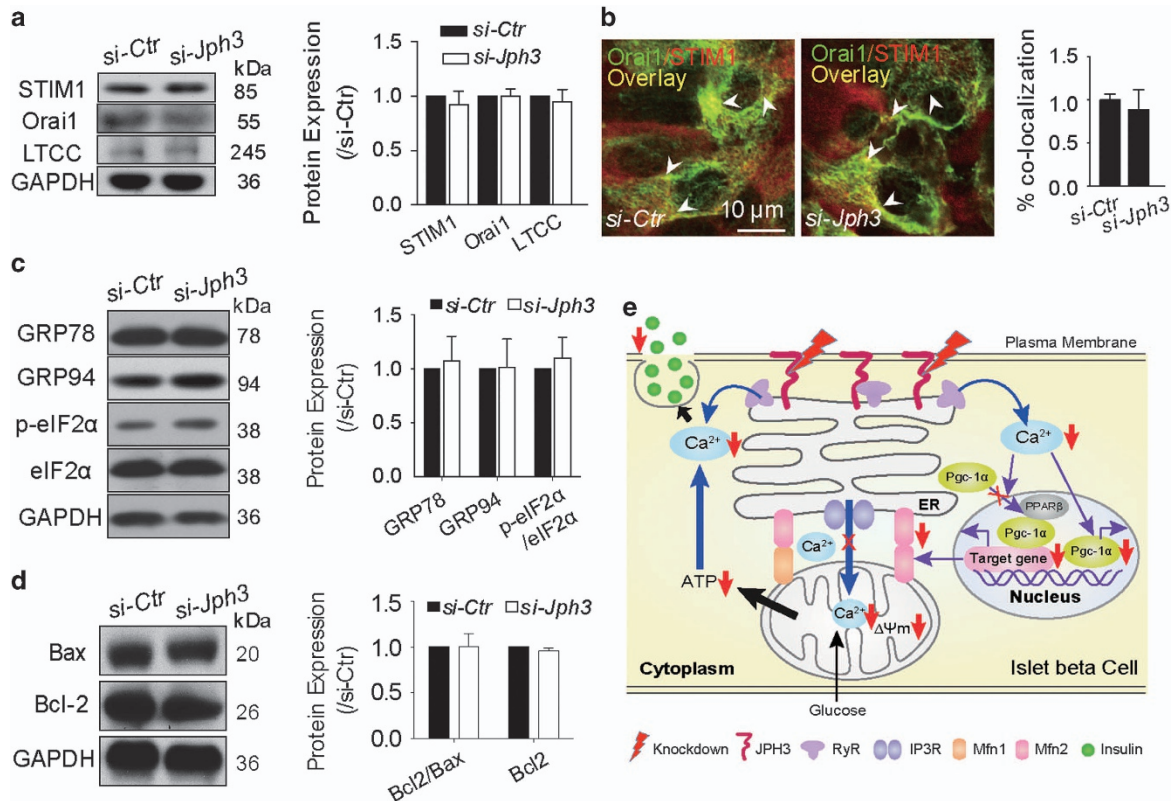 a
si-Ctr
si-Jph3
kDa
STIM1
85
Orai1
55
LTCC
245
GAPDH
36
Protein Expression
(/si-Ctr)
si-Ctr
si-Jph3
1.5
1.0
0.5
0.0
STIM1
Orai1
LTCC
b
Orai1/STIM1
Overlay
si-Ctr
10 µm
Orai1/STIM1
Overlay
si-Jph3
% co-localization
1.5
1.0
0.5
0.0
si-Ctr
si-Jph3
c
si-Ctr
si-Jph3
kDa
GRP78
78
GRP94
94
p-eIF2α
38
eIF2α
38
GAPDH
36
Protein Expression
(/si-Ctr)
si-Ctr
si-Jph3
1.5
1.0
0.5
0.0
GRP78
GRP94
p-eIF2α
/eIF2α
d
si-Ctr
si-Jph3
kDa
Bax
20
Bcl-2
26
GAPDH
36
Protein Expression
(/si-Ctr)
si-Ctr
si-Jph3
1.5
1.0
0.5
0.0
Bcl2/Bax
Bcl2
e
Plasma Membrane
Ca2+
Ca2+
Pgc-1α
PPARβ
ER
Pgc-1α
Pgc-1α
Target gene
Nucleus
Ca2+
ATP
Ca2+
ΔΨm
Cytoplasm
Islet beta Cell
Glucose
Knockdown
JPH3
RyR
IP3R
Mfn1
Mfn2
Insulin